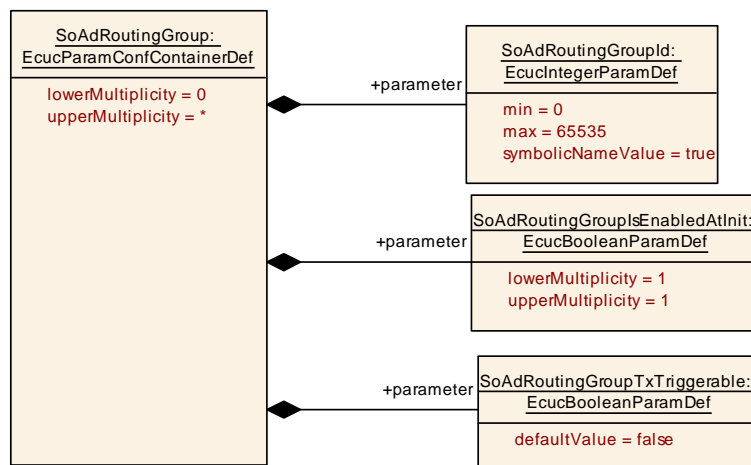 SoAdRoutingGroup:
EcucParamConfContainerDef
lowerMultiplicity = 0
upperMultiplicity = *
+parameter
SoAdRoutingGroupId:
EcucIntegerParamDef
min = 0
max = 65535
symbolicNameValue = true
+parameter
SoAdRoutingGroupIsEnabledAtInit:
EcucBooleanParamDef
lowerMultiplicity = 1
upperMultiplicity = 1
+parameter
SoAdRoutingGroupTxTriggerable:
EcucBooleanParamDef
defaultValue = false